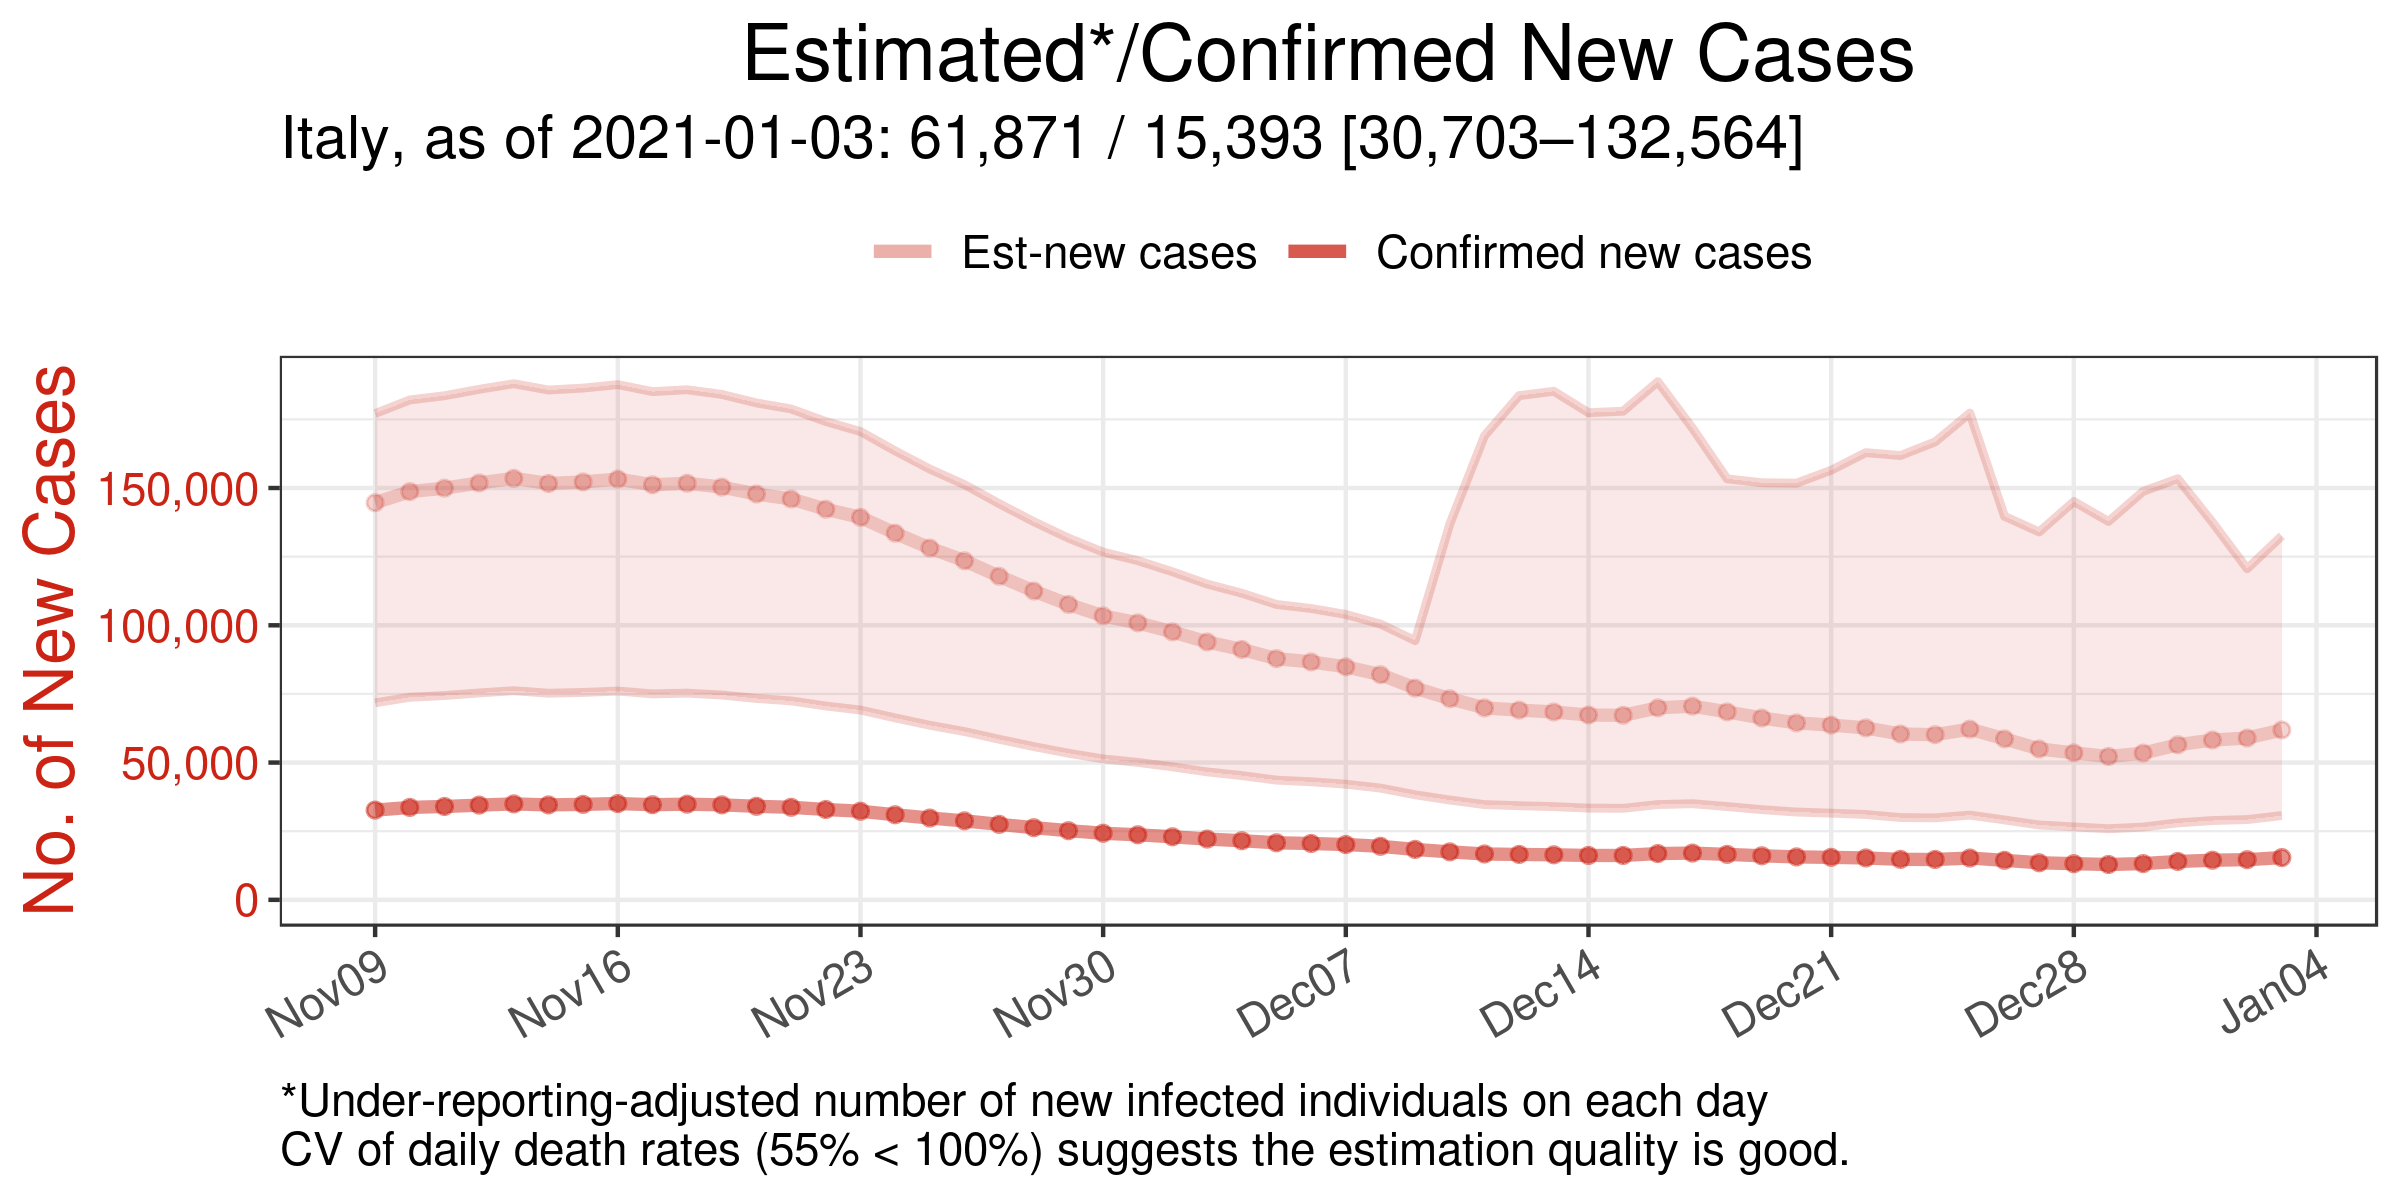 Estimated*/Confirmed New Cases
Italy, as of 2021-01-03: 61,871 / 15,393 [30,703–132,564]
Est-new cases
Confirmed new cases
No. of New Cases
150,000
100,000
50,000
0
Nov09
Nov16
Nov23
Nov30
Dec07
Dec14
Dec21
Dec28
Jan04
*Under-reporting-adjusted number of new infected individuals on each day
CV of daily death rates (55% < 100%) suggests the estimation quality is good.